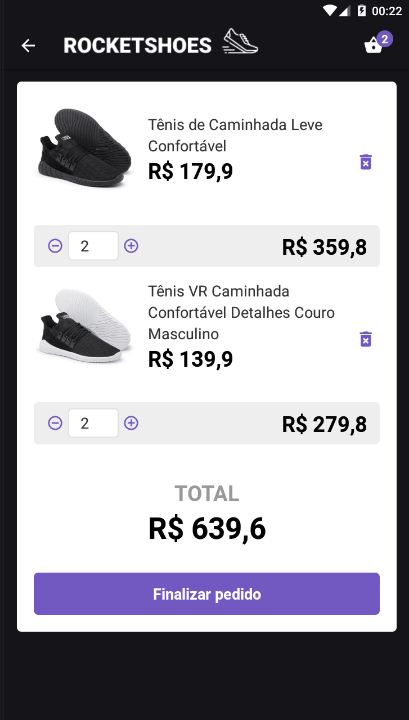 00:22
ROCKETSHOES
2
Tênis de Caminhada Leve
Confortável
R$ 179,9
2
R$ 359,8
Tênis VR Caminhada
Confortável Detalhes Couro
Masculino
R$ 139,9
2
R$ 279,8
TOTAL
R$ 639,6
Finalizar pedido